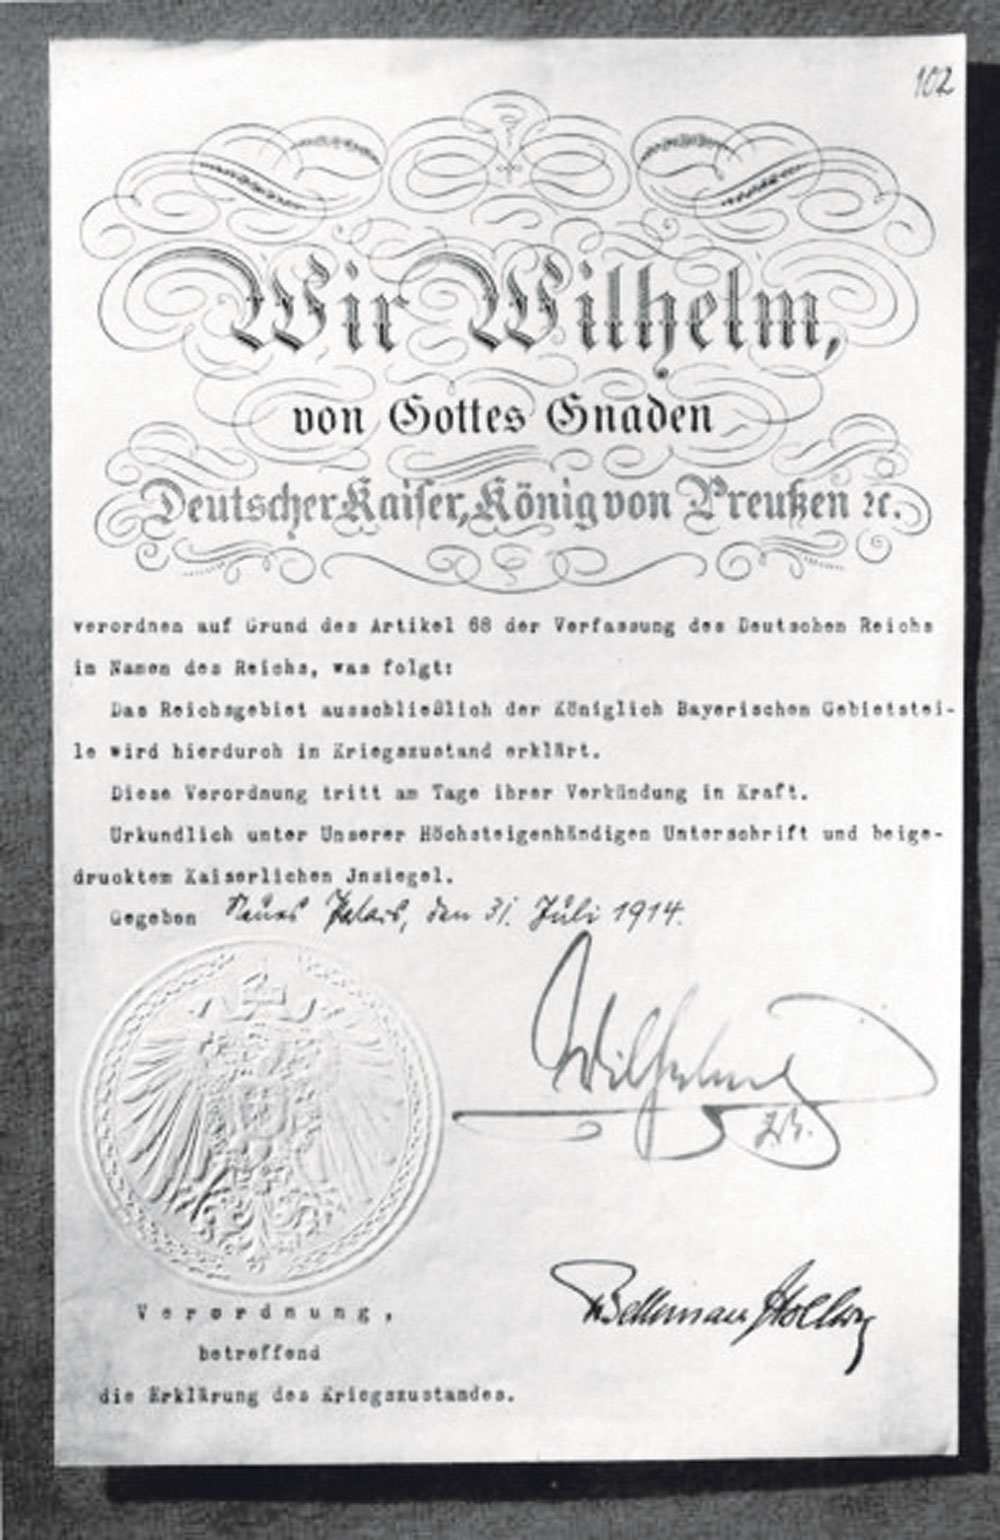 102
Wir Wilhelm,
von Gottes Gnaden
Deutscher Kaiser, König von Preußen ꝛc.
verordnen auf Grund des Artikel 68 der Verfassung des Deutschen Reichs
im Namen des Reichs, was folgt:
Das Reichsgebiet ausschließlich der Königlich Bayerischen Gebietstei-
le wird hierdurch in Kriegszustand erklärt.
Diese Verordnung tritt am Tage ihrer Verkündung in Kraft.
Urkundlich unter Unserer Höchsteigenhändigen Unterschrift und beige-
drucktem Kaiserlichen Jnsiegel.
Gegeben Neues Palais, den 31. Juli 1914.
Wilhelm
I.R.
Bethmann Hollweg
Verordnung,
betreffend
die Erklärung des Kriegszustandes.